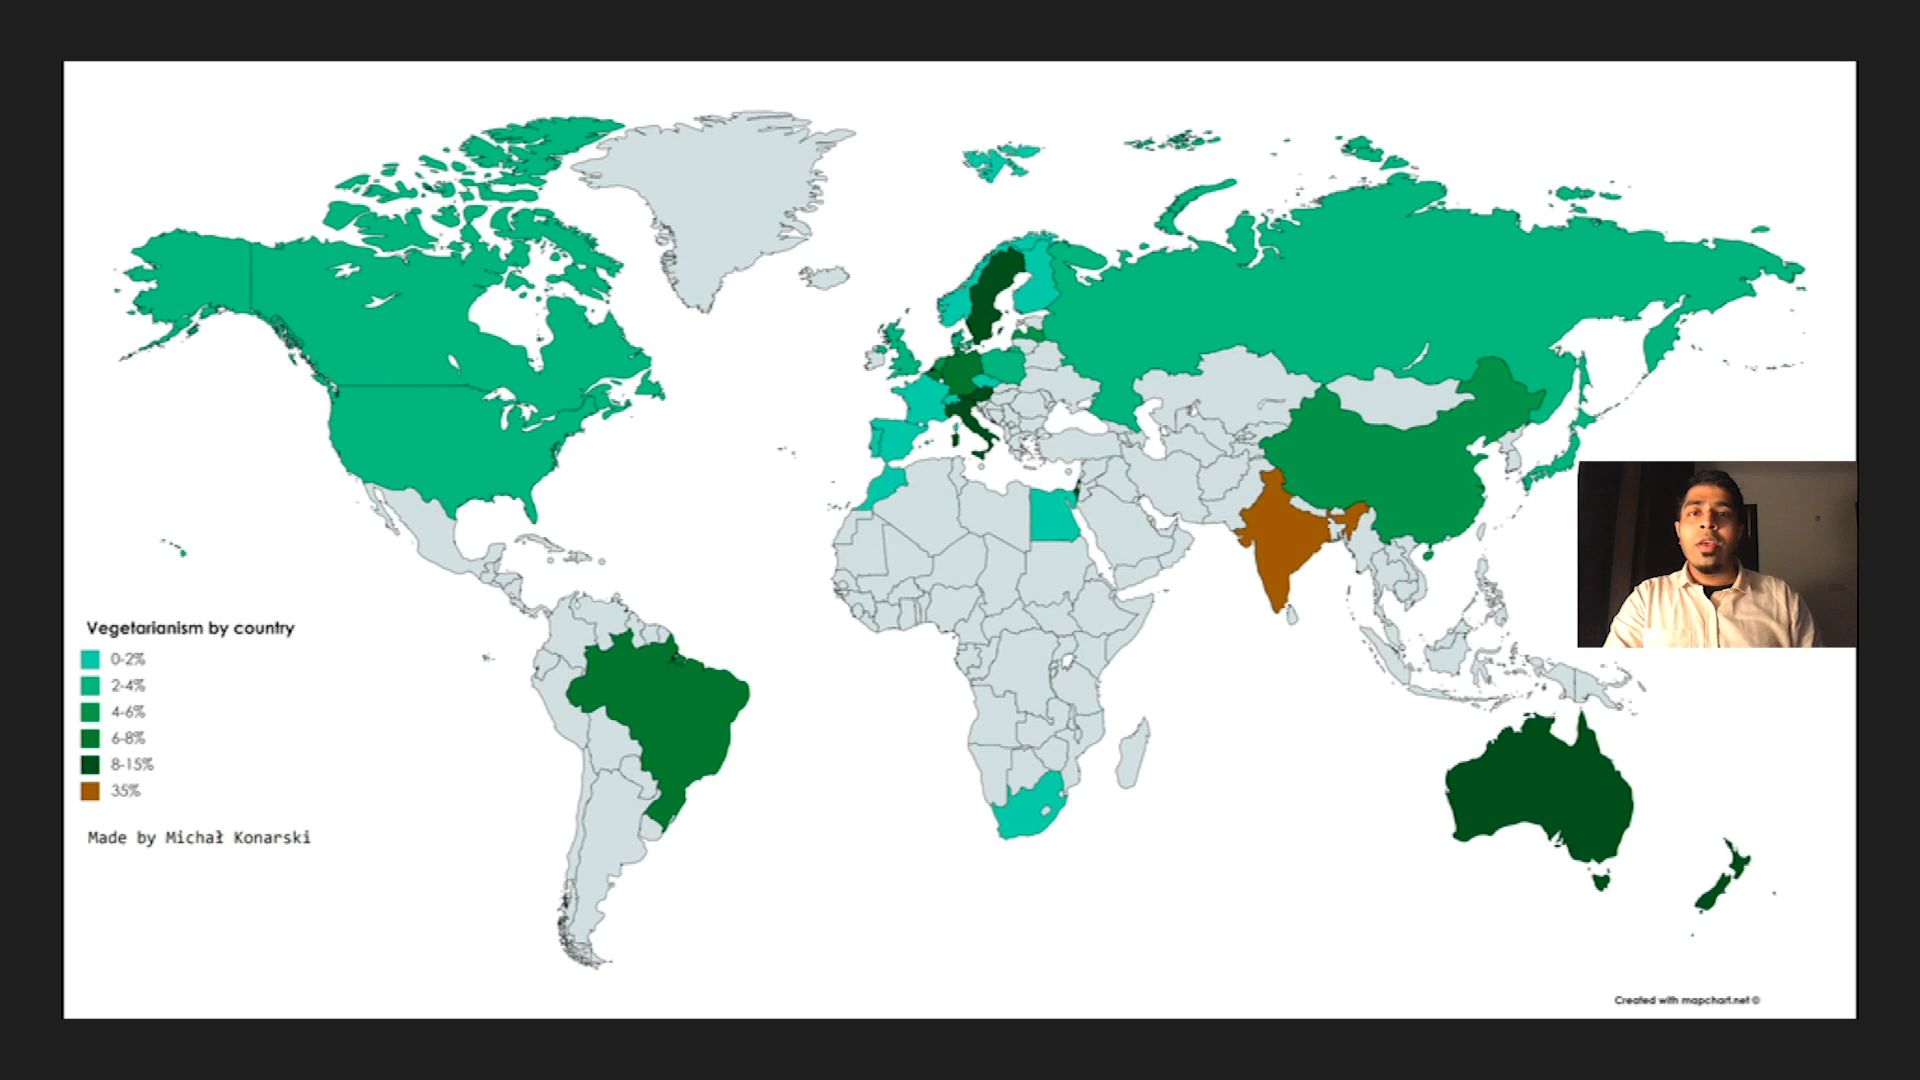 Vegetarianism by country
0-2%
2-4%
4-6%
6-8%
8-15%
35%
Made by Michał Konarski
Created with mapchart.net ©